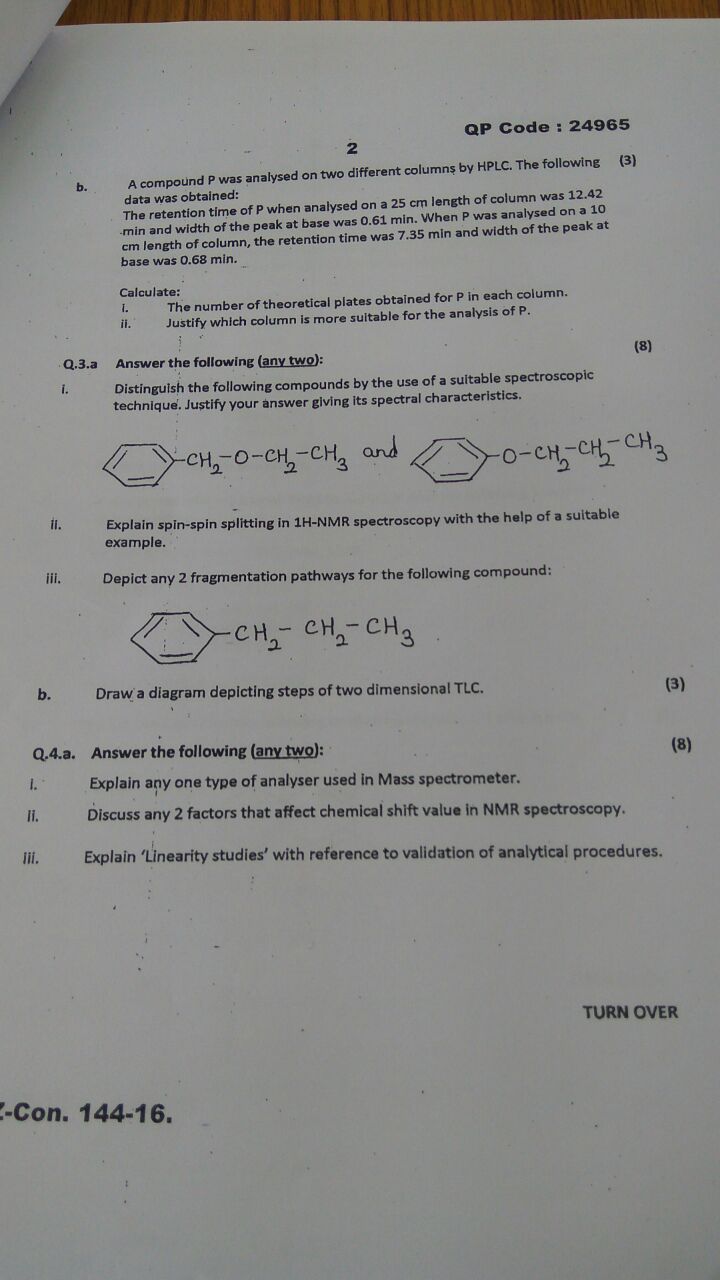 QP Code : 24965
2
b. A compound P was analysed on two different columns by HPLC. The following (3)
data was obtained:
The retention time of P when analysed on a 25 cm length of column was 12.42
min and width of the peak at base was 0.61 min. When P was analysed on a 10
cm length of column, the retention time was 7.35 min and width of the peak at
base was 0.68 min.
Calculate:
i. The number of theoretical plates obtained for P in each column.
ii. Justify which column is more suitable for the analysis of P.
Q.3.a Answer the following (any two): (8)
i. Distinguish the following compounds by the use of a suitable spectroscopic
technique. Justify your answer giving its spectral characteristics.
-CH2-O-CH2-CH3 and -O-CH2-CH2-CH3
ii. Explain spin-spin splitting in 1H-NMR spectroscopy with the help of a suitable
example.
iii. Depict any 2 fragmentation pathways for the following compound:
-CH2-CH2-CH3
b. Draw a diagram depicting steps of two dimensional TLC. (3)
Q.4.a. Answer the following (any two): (8)
i. Explain any one type of analyser used in Mass spectrometer.
ii. Discuss any 2 factors that affect chemical shift value in NMR spectroscopy.
iii. Explain ‘Linearity studies’ with reference to validation of analytical procedures.
TURN OVER
-Con. 144-16.